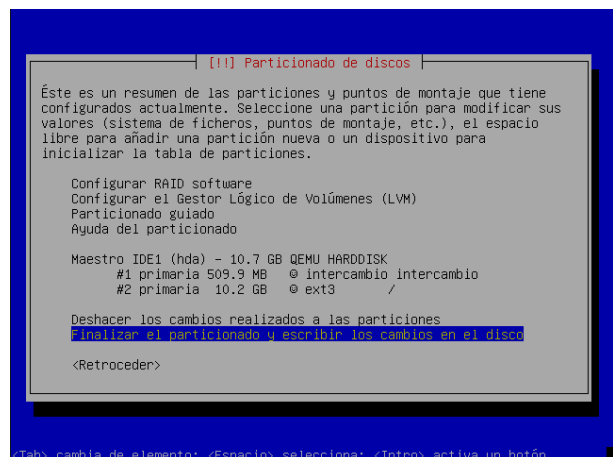 [!!] Particionado de discos
Éste es un resumen de las particiones y puntos de montaje que tiene
configurados actualmente. Seleccione una partición para modificar sus
valores (sistema de ficheros, puntos de montaje, etc.), el espacio
libre para añadir una partición nueva o un dispositivo para
inicializar la tabla de particiones.
Configurar RAID software
Configurar el Gestor Lógico de Volúmenes (LVM)
Particionado guiado
Ayuda del particionado
Maestro IDE1 (hda) - 10.7 GB QEMU HARDDISK
#1 primaria 509.9 MB @ intercambio intercambio
#2 primaria 10.2 GB @ ext3 /
Deshacer los cambios realizados a las particiones
Finalizar el particionado y escribir los cambios en el disco
<Retroceder>
<Tab> cambia de elemento; <Espacio> selecciona; <Intro> activa un botón